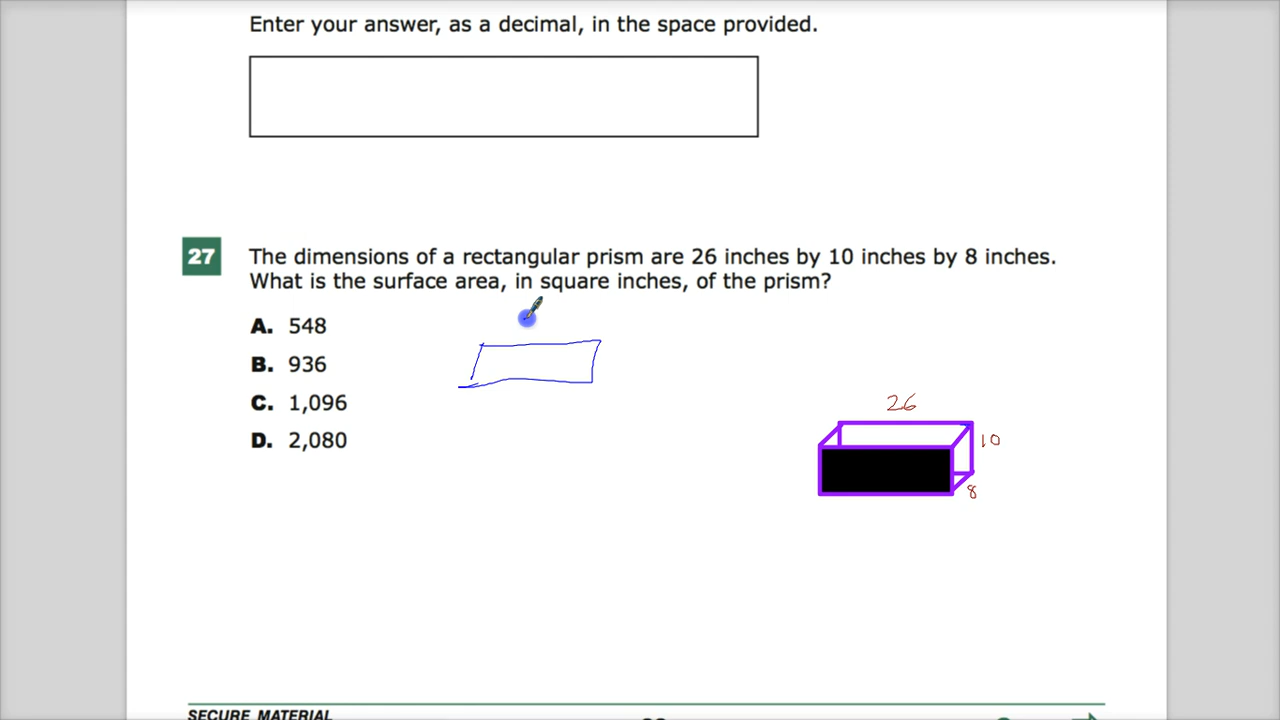 Enter your answer, as a decimal, in the space provided.
27 The dimensions of a rectangular prism are 26 inches by 10 inches by 8 inches.
What is the surface area, in square inches, of the prism?
A. 548
B. 936
C. 1,096
D. 2,080
26
10
8
SECURE MATERIAL